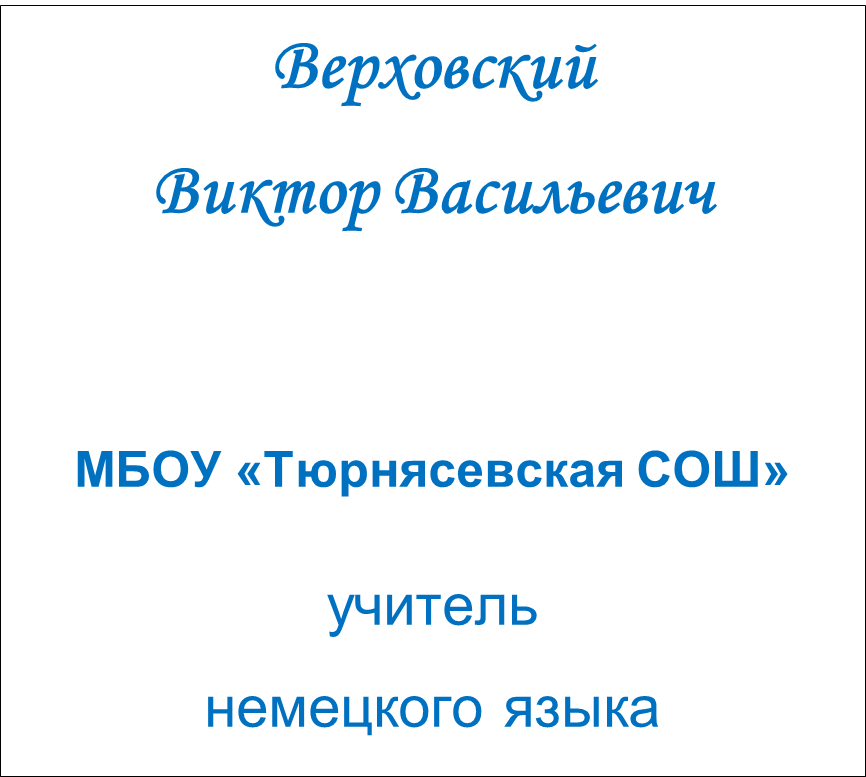 Верховский
Виктор Васильевич
МБОУ «Тюрнясевская СОШ»
учитель
немецкого языка